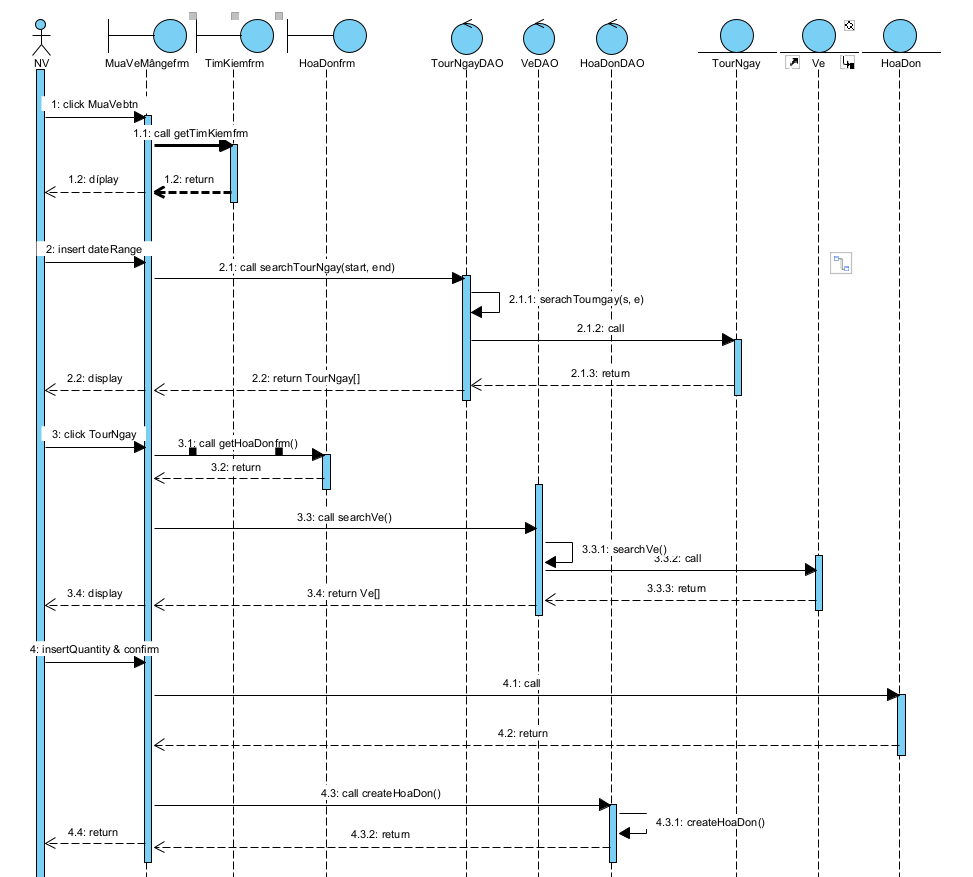 NV
MuaVeMângefrm
TimKiemfrm
HoaDonfrm
TourNgayDAO
VeDAO
HoaDonDAO
TourNgay
Ve
HoaDon
1: click MuaVebtn
1.1: call getTimKiemfrm
1.2: díplay
1.2: return
2: insert dateRange
2.1: call searchTourNgay(start, end)
2.1.1: serachTourngay(s, e)
2.1.2: call
2.1.3: return
2.2: display
2.2: return TourNgay[]
3: click TourNgay
3.1: call getHoaDonfrm()
3.2: return
3.3: call searchVe()
3.3.1: searchVe()
3.3.2: call
3.3.3: return
3.4: display
3.4: return Ve[]
4: insertQuantity & confirm
4.1: call
4.2: return
4.3: call createHoaDon()
4.3.1: createHoaDon()
4.4: return
4.3.2: return